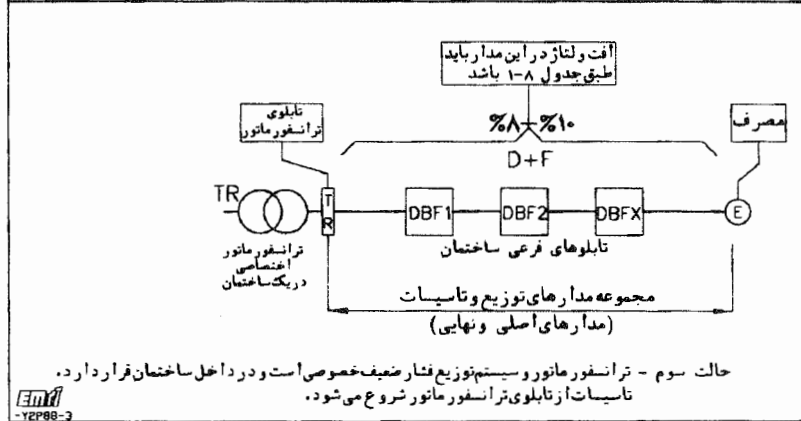 افت ولتاژ در این مدار باید
طبق جدول ۸-۱ باشد
تابلوی
ترانسفورماتور
%۸ %۱۰
مصرف
D+F
TR
T
R
DBF1
DBF2
DBFX
E
تابلوهای فرعی ساختمان
ترانسفورماتور
اختصاصی
در یک ساختمان
مجموعه مدارهای توزیع و تاسیسات
(مدارهای اصلی و نهایی)
حالت سوم - ترانسفورماتور و سیستم توزیع فشار ضعیف خصوصی است و در داخل ساختمان قرار دارد.
تاسیسات از تابلوی ترانسفورماتور شروع می‌شود.
-Y2P88-3